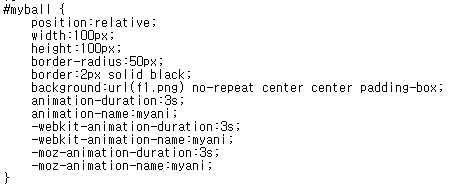 #myball {
    position:relative;
    width:100px;
    height:100px;
    border-radius:50px;
    border:2px solid black;
    background:url(f1.png) no-repeat center center padding-box;
    animation-duration:3s;
    animation-name:myani;
    -webkit-animation-duration:3s;
    -webkit-animation-name:myani;
    -moz-animation-duration:3s;
    -moz-animation-name:myani;
}